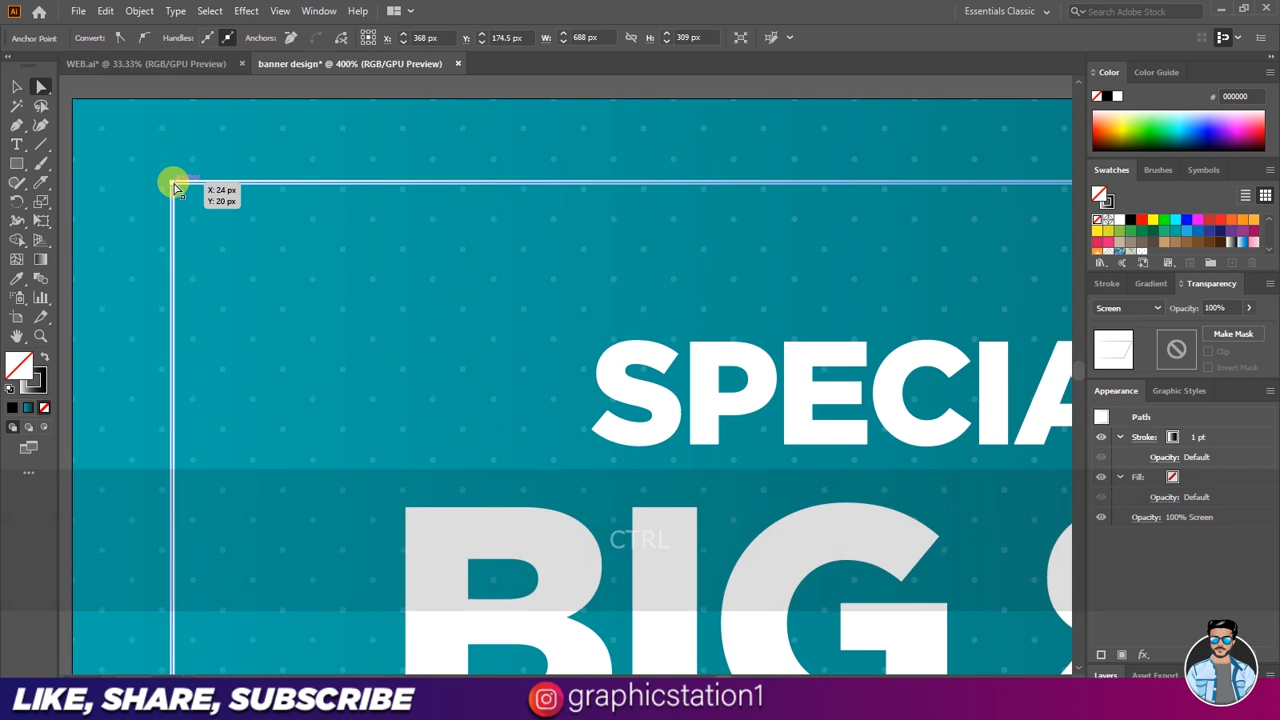 Ai
File Edit Object Type Select Effect View Window Help
Essentials Classic
Search Adobe Stock
Anchor Point Convert: Handles: Anchors: X: 368 px Y: 174.5 px W: 688 px H: 309 px
WEB.ai* @ 33.33% (RGB/GPU Preview) × banner design* @ 400% (RGB/GPU Preview) ×
Color Color Guide
# 000000
Swatches Brushes Symbols
X: 24 px
Y: 20 px
Stroke Gradient Transparency
Screen Opacity: 100%
Make Mask
Clip
Invert Mask
Appearance Graphic Styles
Path
Stroke: 1 pt
Opacity: Default
Fill:
Opacity: Default
Opacity: 100% Screen
SPECIA
BIG S
CTRL
fx
Layers Asset Export
LIKE, SHARE, SUBSCRIBE
graphicstation1